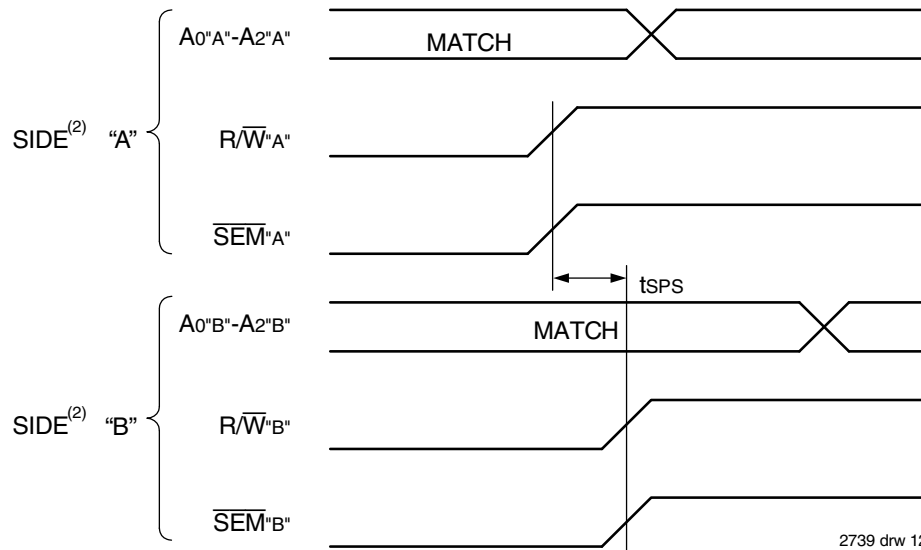 A0"A"-A2"A"
MATCH
SIDE(2) “A”
R/W"A"
SEM"A"
tSPS
A0"B"-A2"B"
MATCH
SIDE(2) “B”
R/W"B"
SEM"B"
2739 drw 12